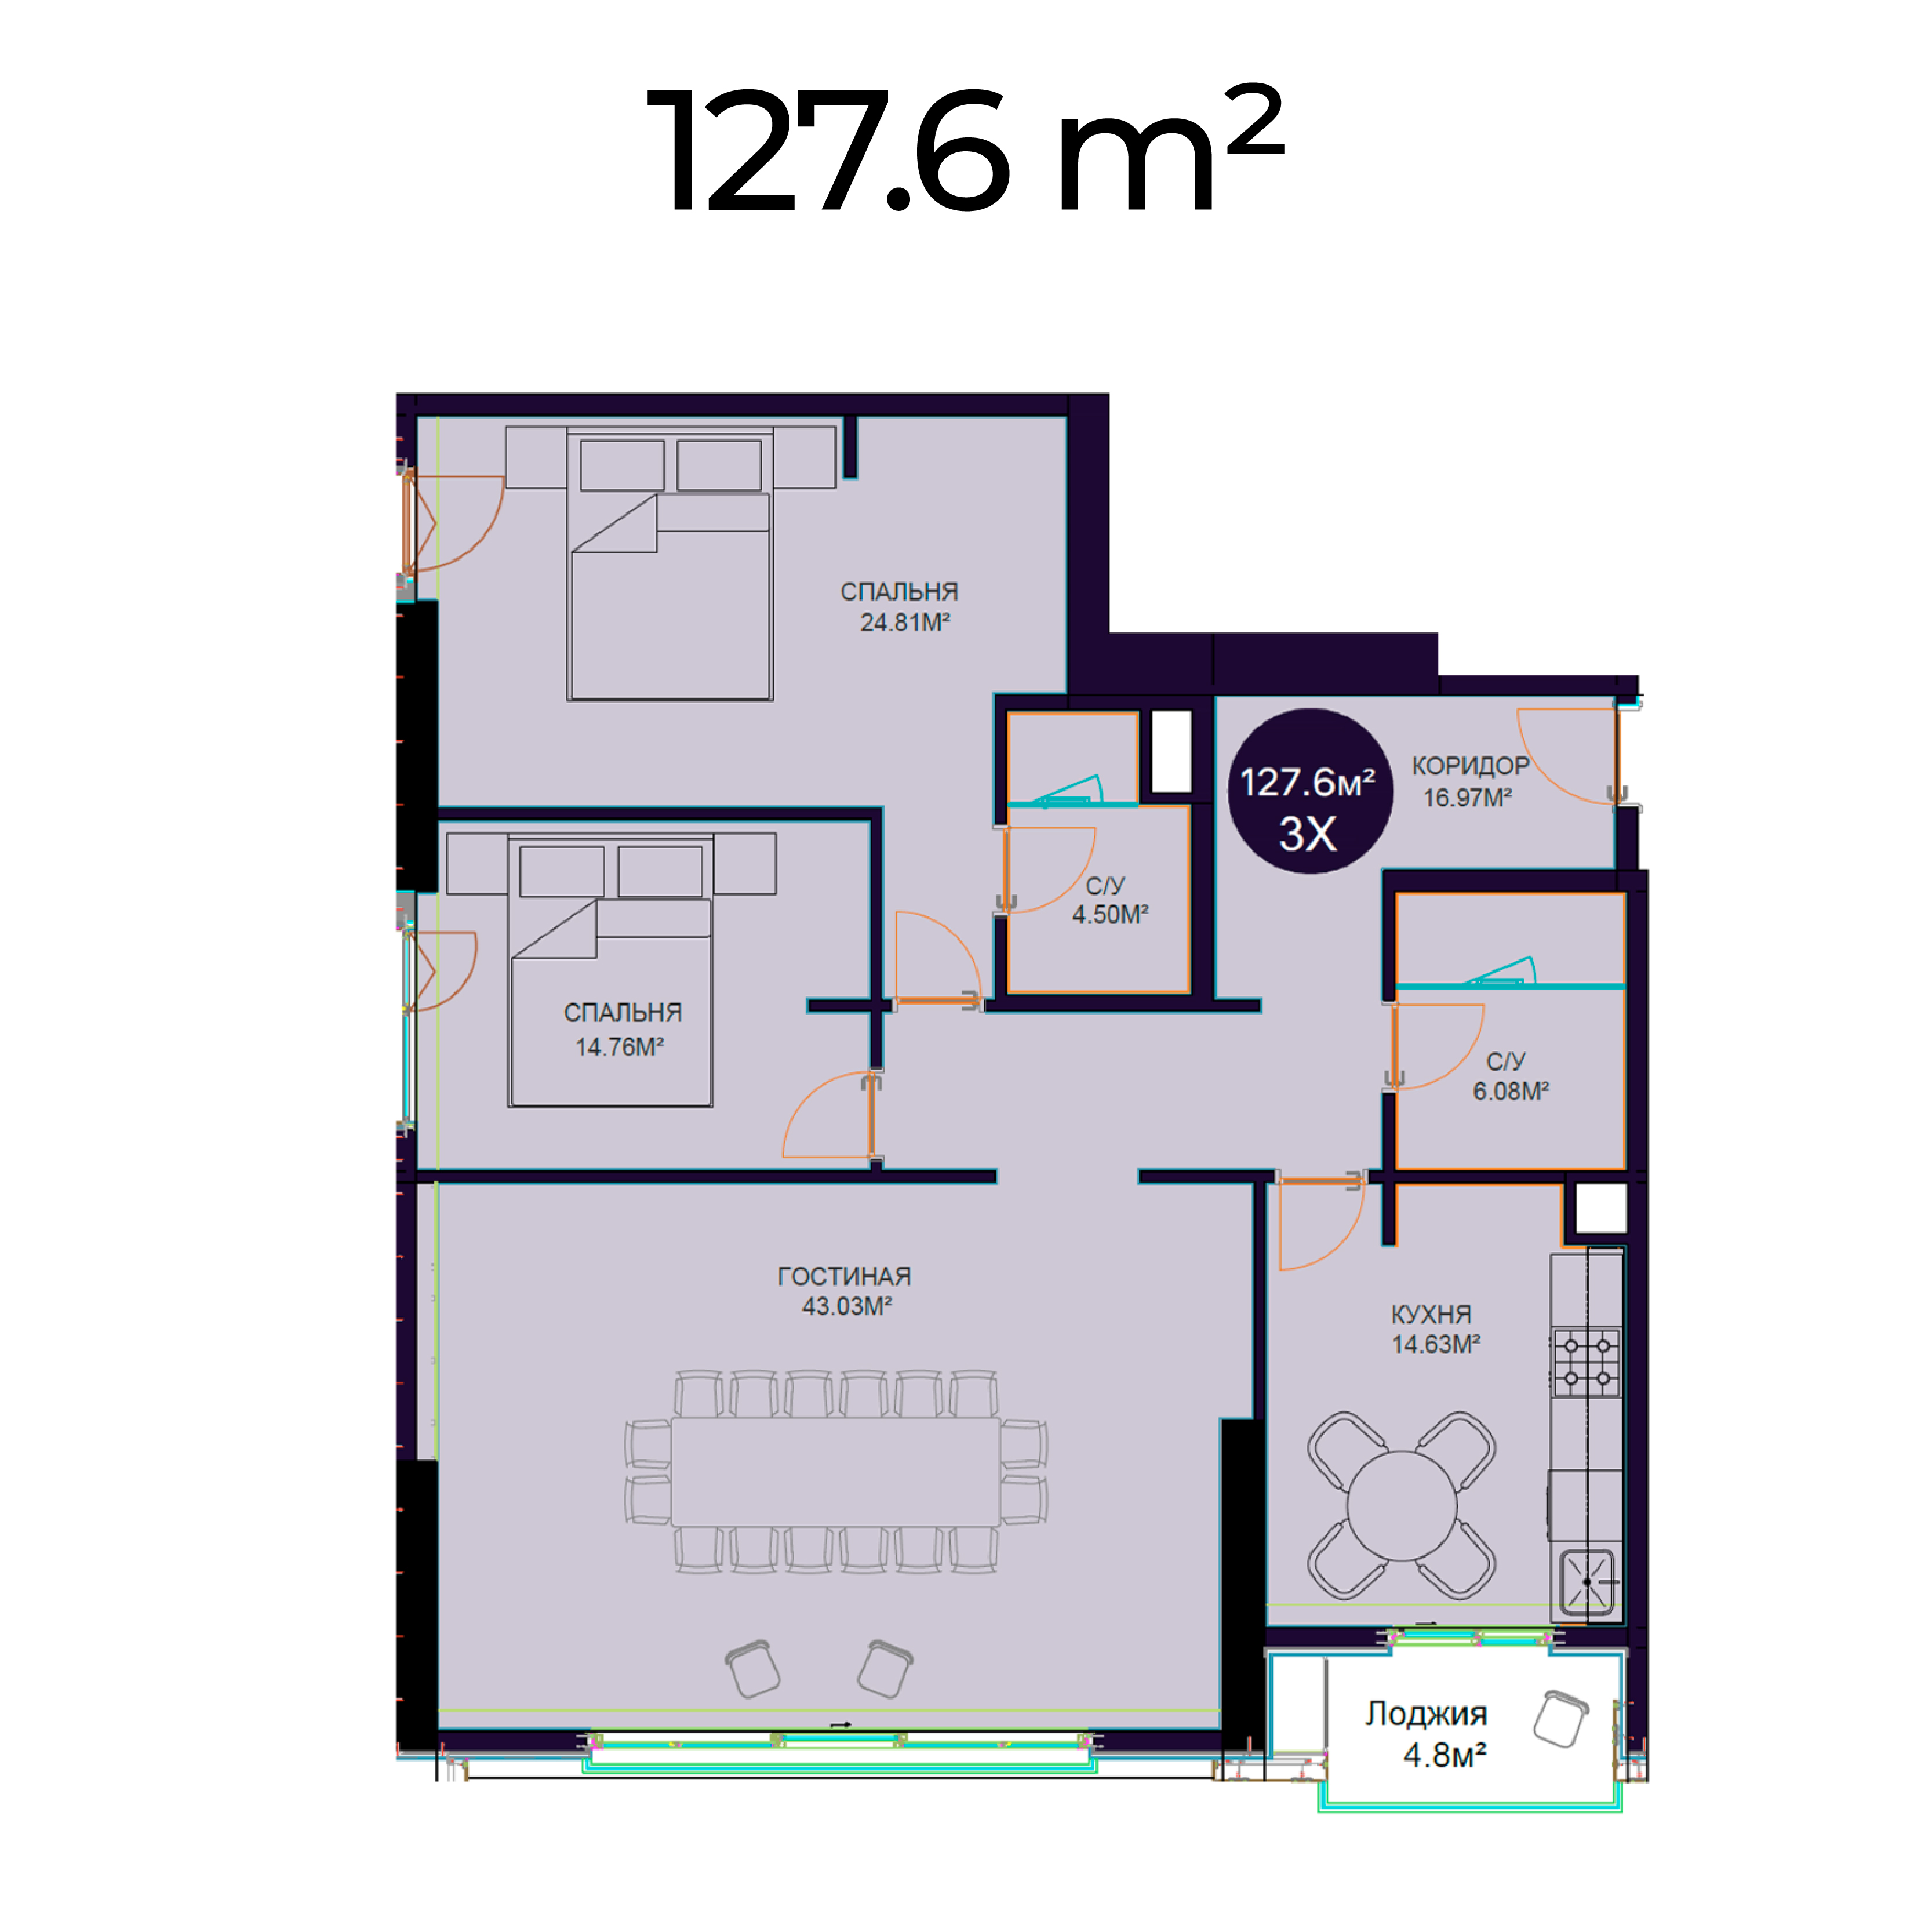 127.6 m²
СПАЛЬНЯ
24.81М²
КОРИДОР
16.97М²
127.6м²
3X
С/У
4.50М²
СПАЛЬНЯ
14.76М²
С/У
6.08М²
ГОСТИНАЯ
43.03М²
КУХНЯ
14.63М²
Лоджия
4.8м²